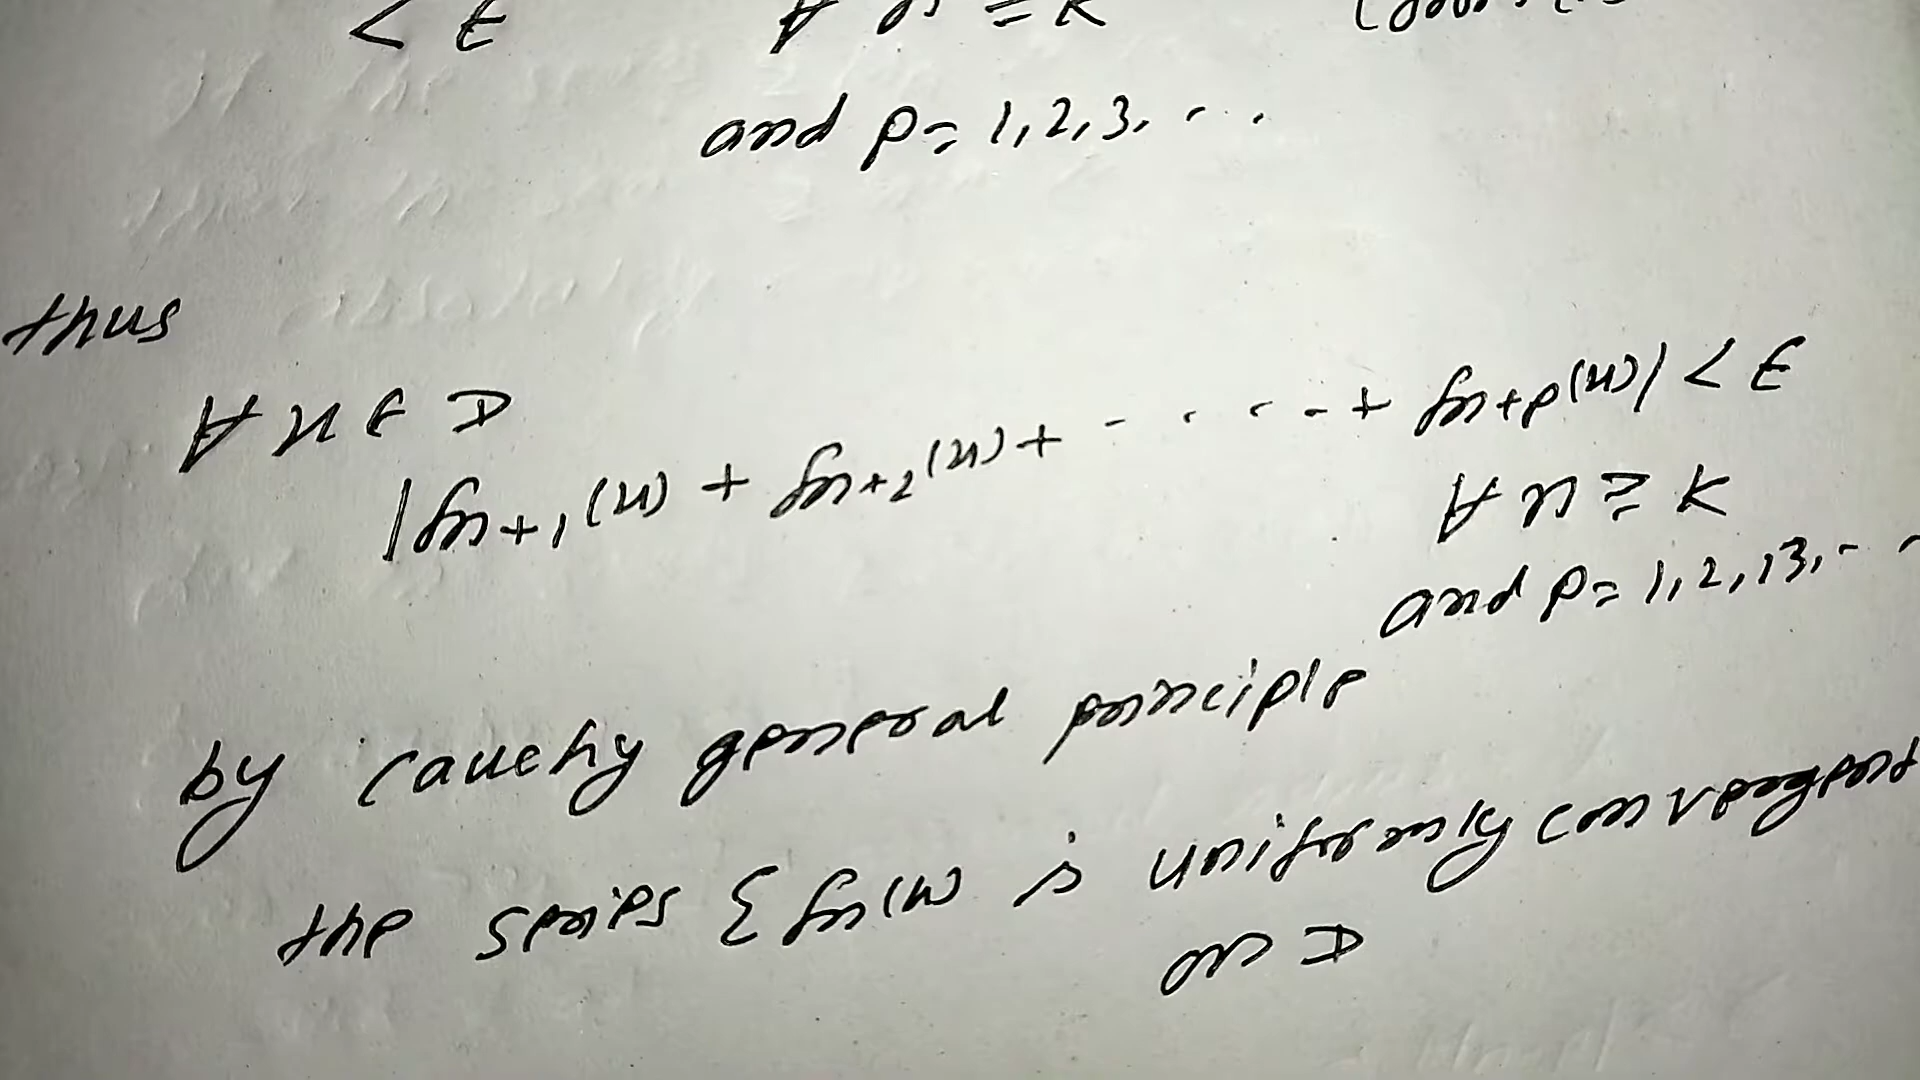 < ε ∀ n ≥ k
and p = 1, 2, 3, . . .
thus
∀ x ∈ D
|fn+1(x) + fn+2(x) + - . . . - + fn+p(x)| < ε
∀ n ≥ k
and p = 1, 2, 13, - -
by cauchy general principle
the series Σ fn(x) is uniformly convergent
on D